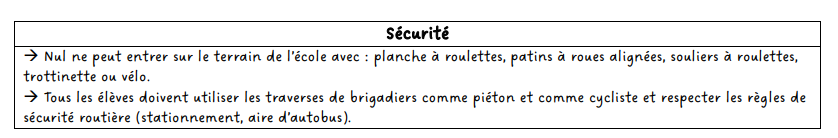 Sécurité
→ Nul ne peut entrer sur le terrain de l'école avec : planche à roulettes, patins à roues alignées, souliers à roulettes,
trottinette ou vélo.
→ Tous les élèves doivent utiliser les traverses de brigadiers comme piéton et comme cycliste et respecter les règles de
sécurité routière (stationnement, aire d'autobus).